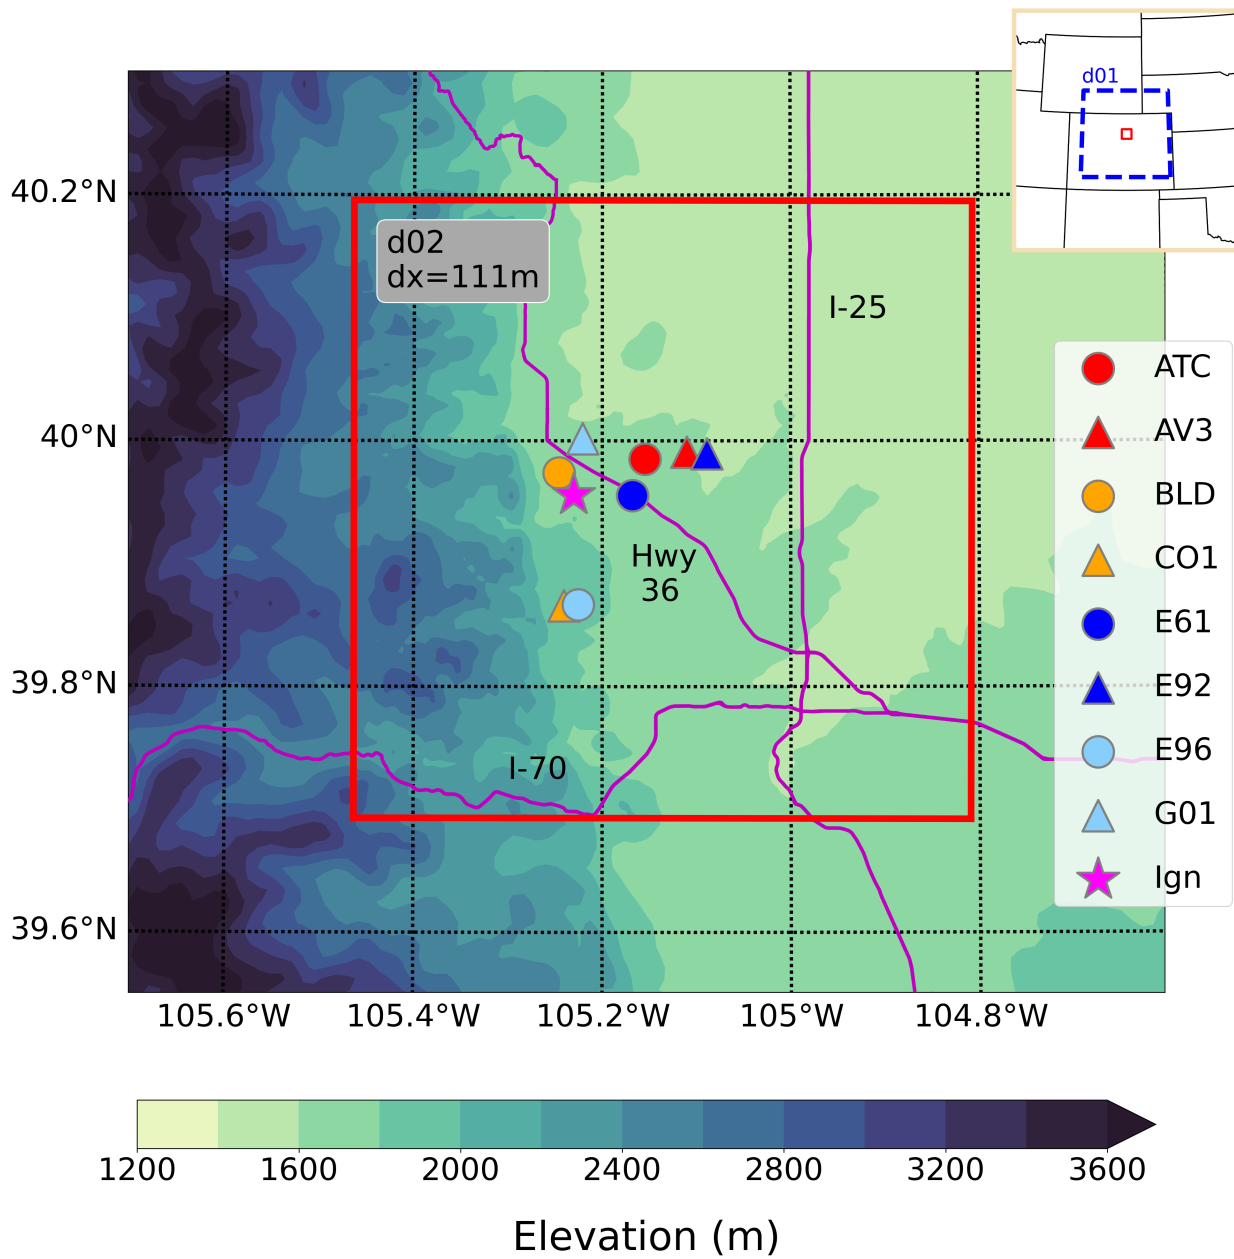 d01
40.2°N
d02
dx=111m
I-25
ATC
40°N
AV3
BLD
Hwy
36
CO1
E61
39.8°N
E92
I-70
E96
G01
Ign
39.6°N
105.6°W 105.4°W 105.2°W 105°W 104.8°W
1200 1600 2000 2400 2800 3200 3600
Elevation (m)